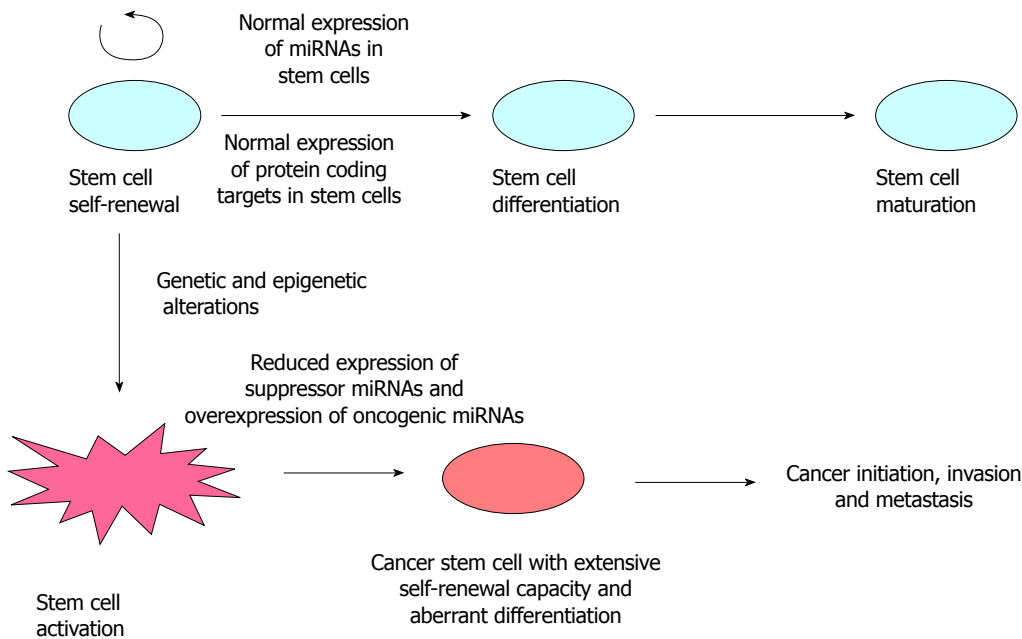 Normal expression
of miRNAs in
stem cells
Normal expression
of protein coding
targets in stem cells
Stem cell
self-renewal
Stem cell
differentiation
Stem cell
maturation
Genetic and epigenetic
alterations
Reduced expression of
suppressor miRNAs and
overexpression of oncogenic miRNAs
Cancer initiation, invasion
and metastasis
Cancer stem cell with extensive
self-renewal capacity and
aberrant differentiation
Stem cell
activation